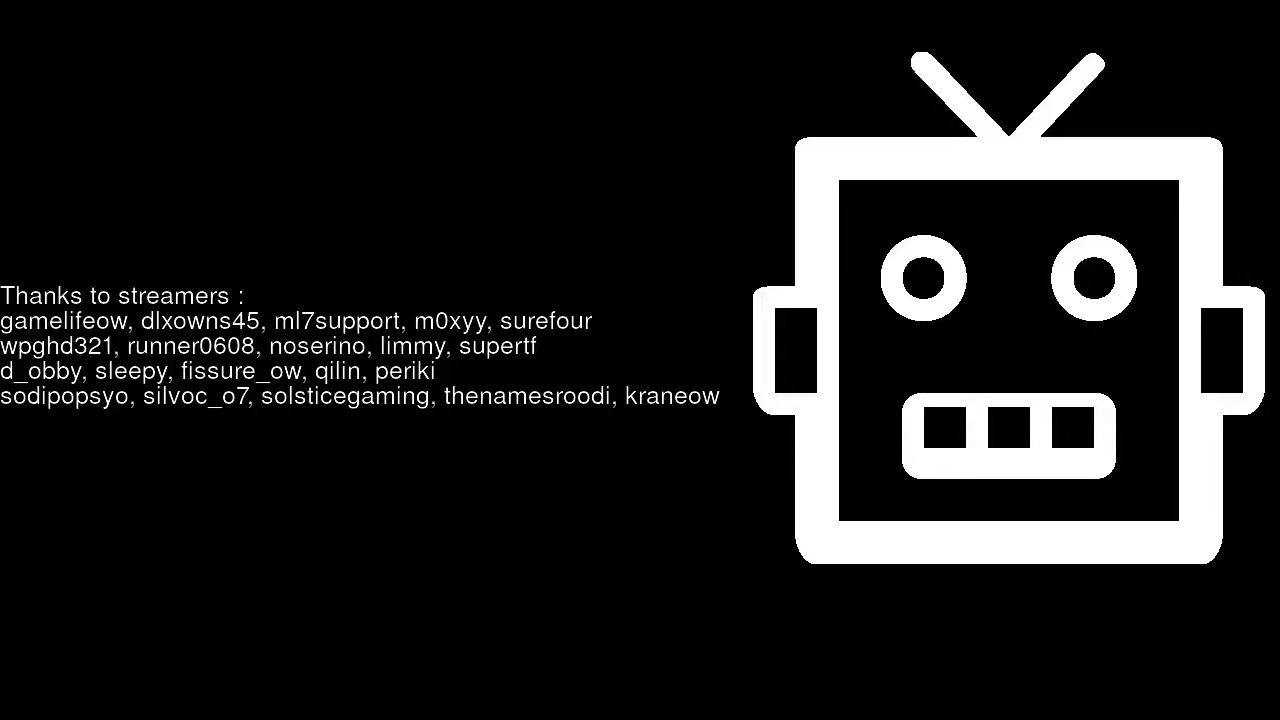 Thanks to streamers :
gamelifeow, dlxowns45, ml7support, m0xyy, surefour
wpghd321, runner0608, noserino, limmy, supertf
d_obby, sleepy, fissure_ow, qilin, periki
sodipopsyo, silvoc_o7, solsticegaming, thenamesroodi, kraneow